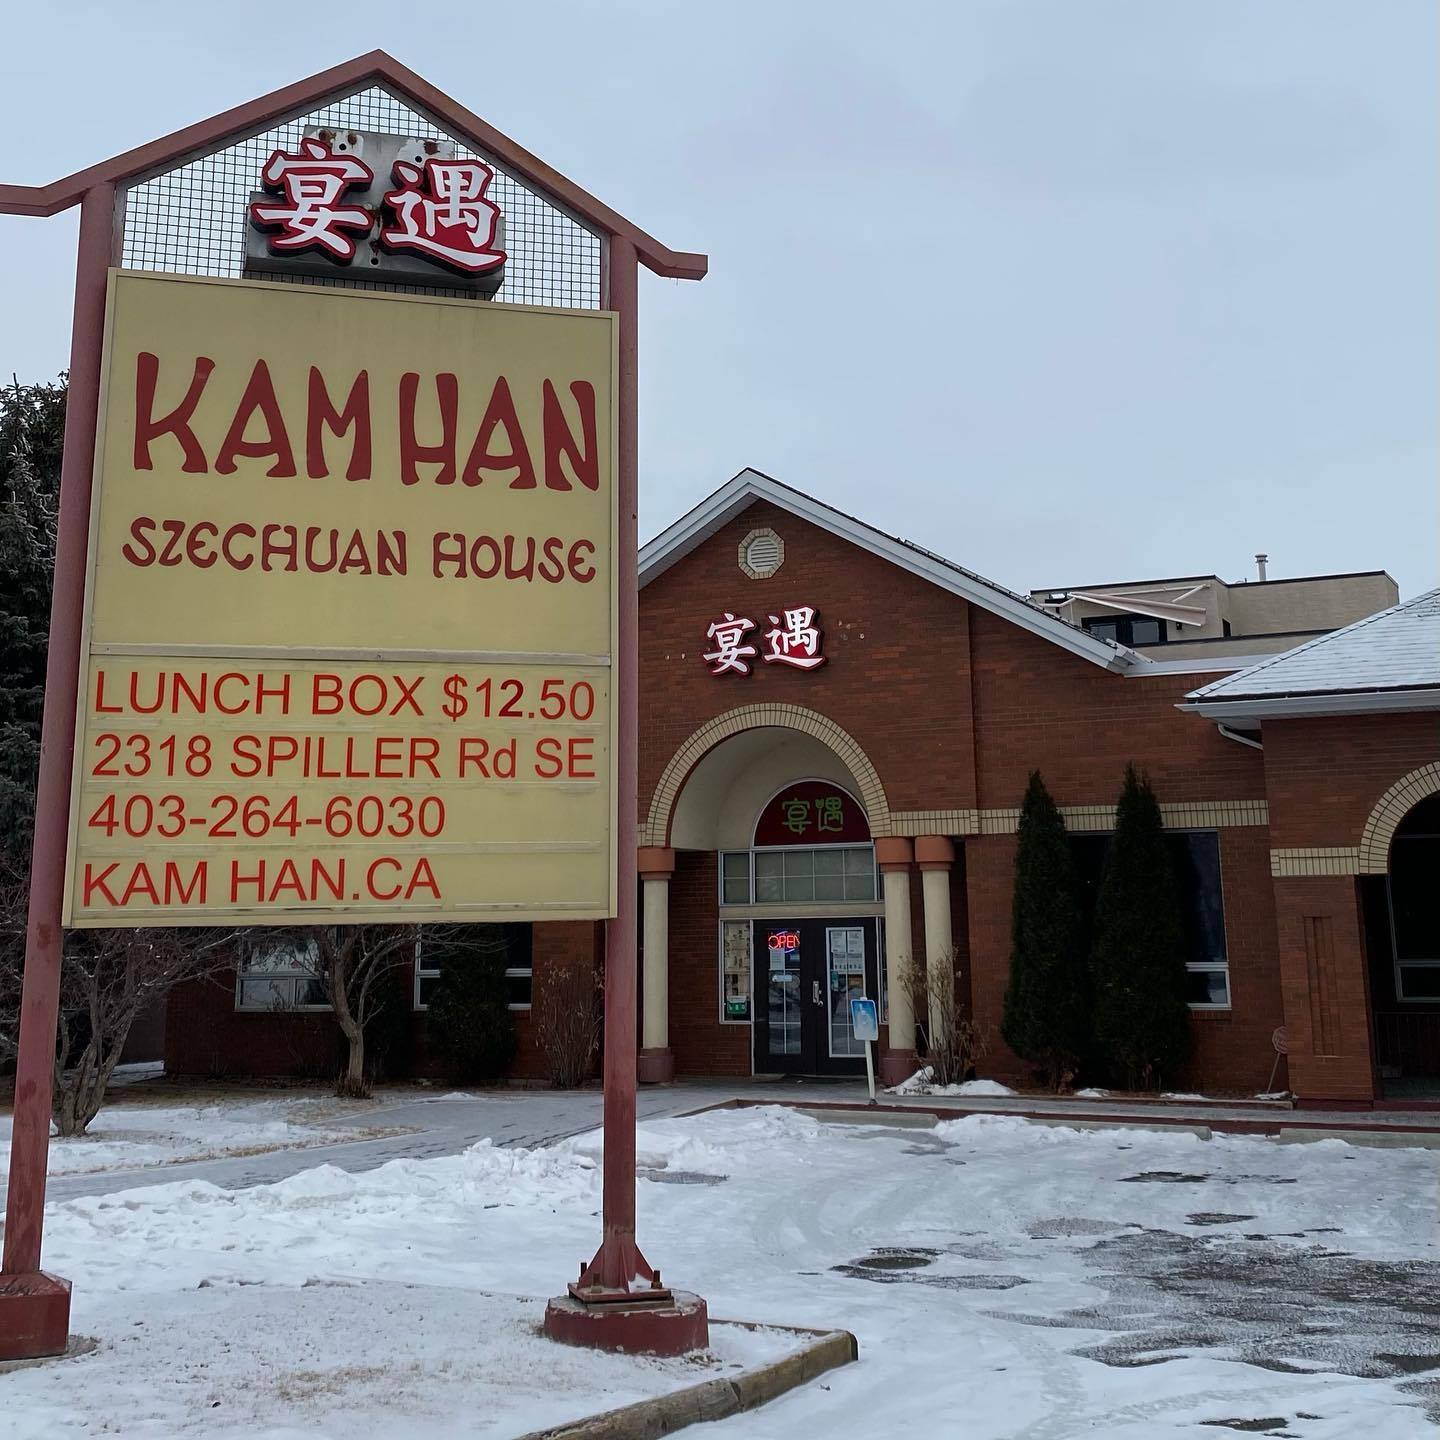 宴遇
KAM HAN
SZECHUAN HOUSE
LUNCH BOX $12.50
2318 SPILLER Rd SE
403-264-6030
KAM HAN.CA
宴遇
宴遇
OPEN